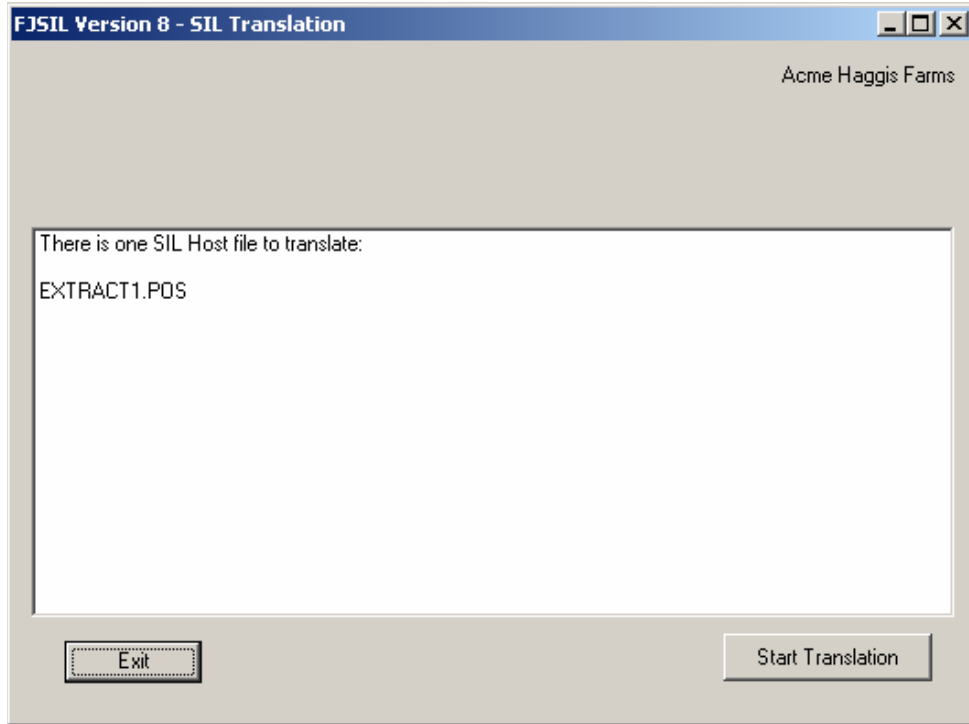 FJSIL Version 8 - SIL Translation
Acme Haggis Farms
There is one SIL Host file to translate:
EXTRACT1.POS
Exit
Start Translation